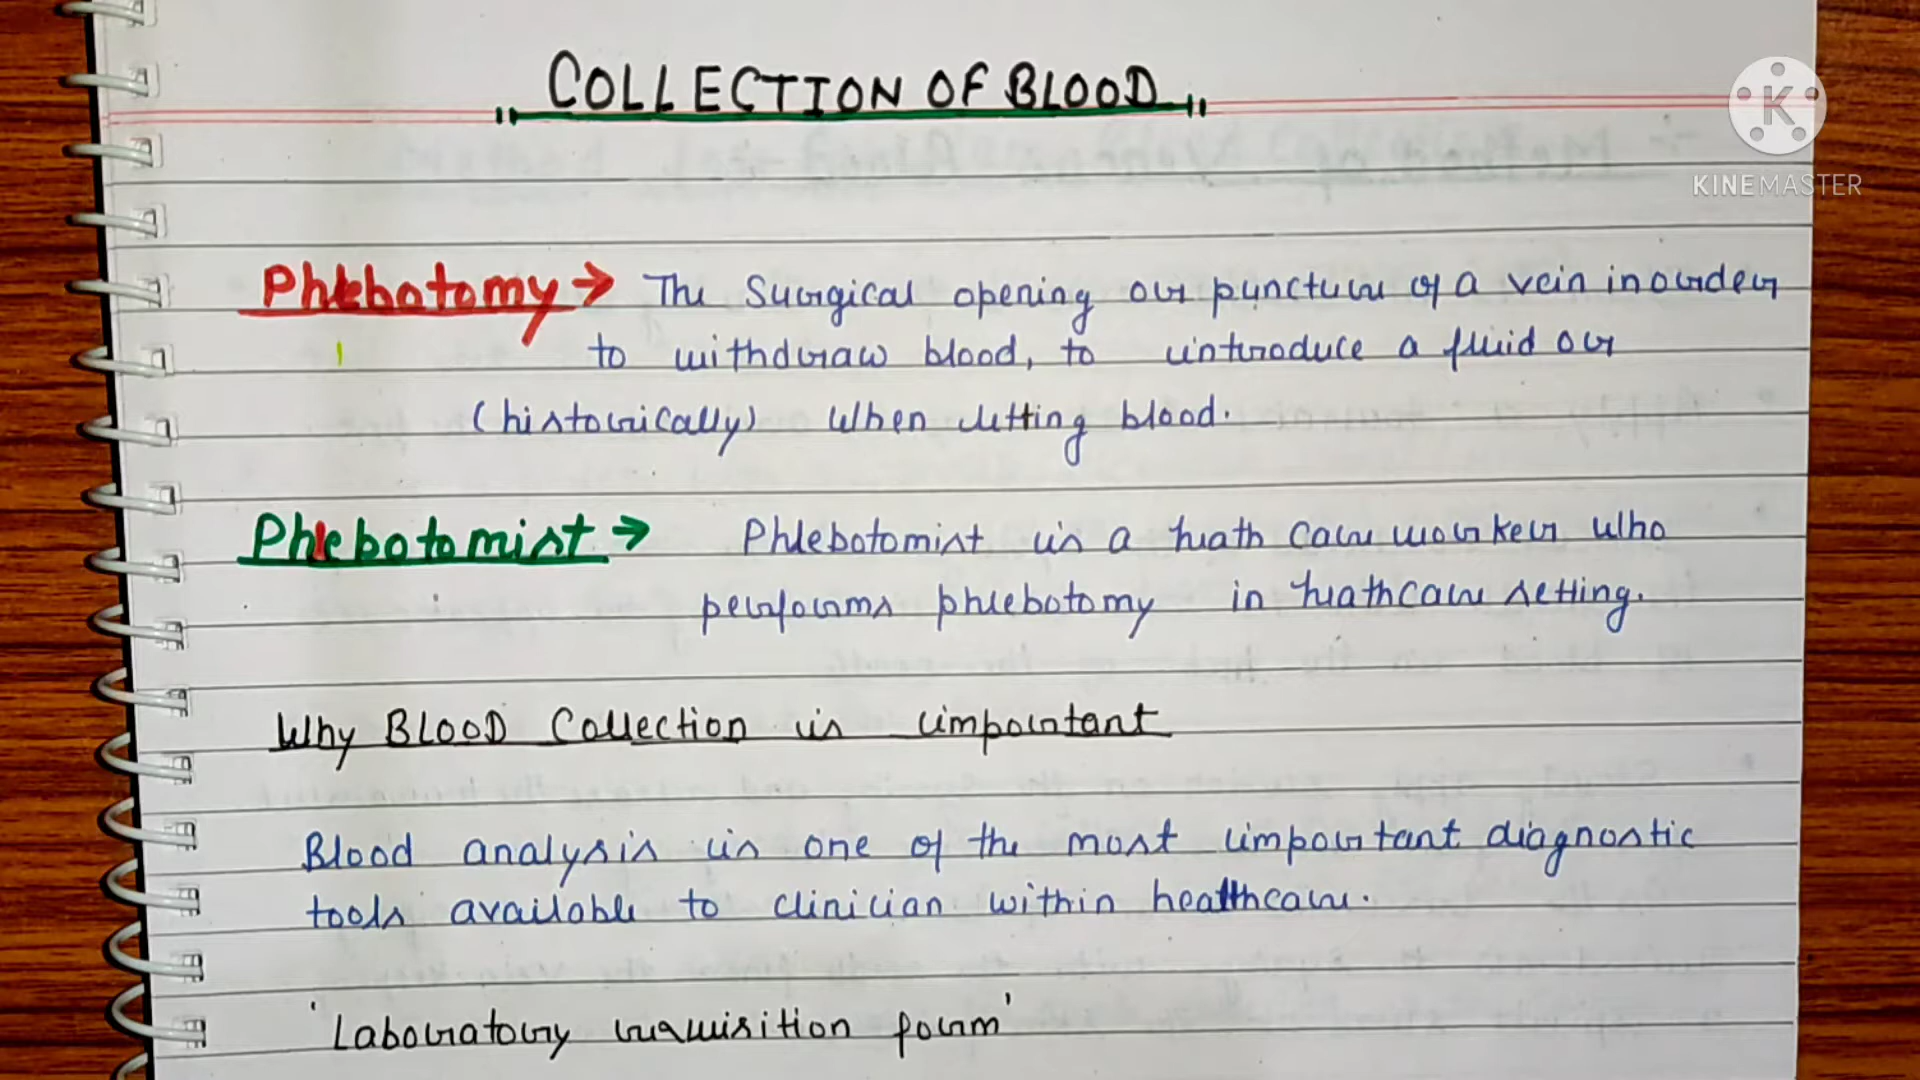 COLLECTION OF BLOOD
KINEMASTER
Phlebotomy → The Surgical opening or puncture of a vein inorder
to withdraw blood, to introduce a fluid or
(historically) When letting blood.
Phlebotomist → Phlebotomist is a heath care worker who
performs phlebotomy in heathcare setting.
Why BLOOD Collection is important
Blood analysis is one of the most important diagnostic
tools available to clinician within healthcare.
'Laboratory requisition form'